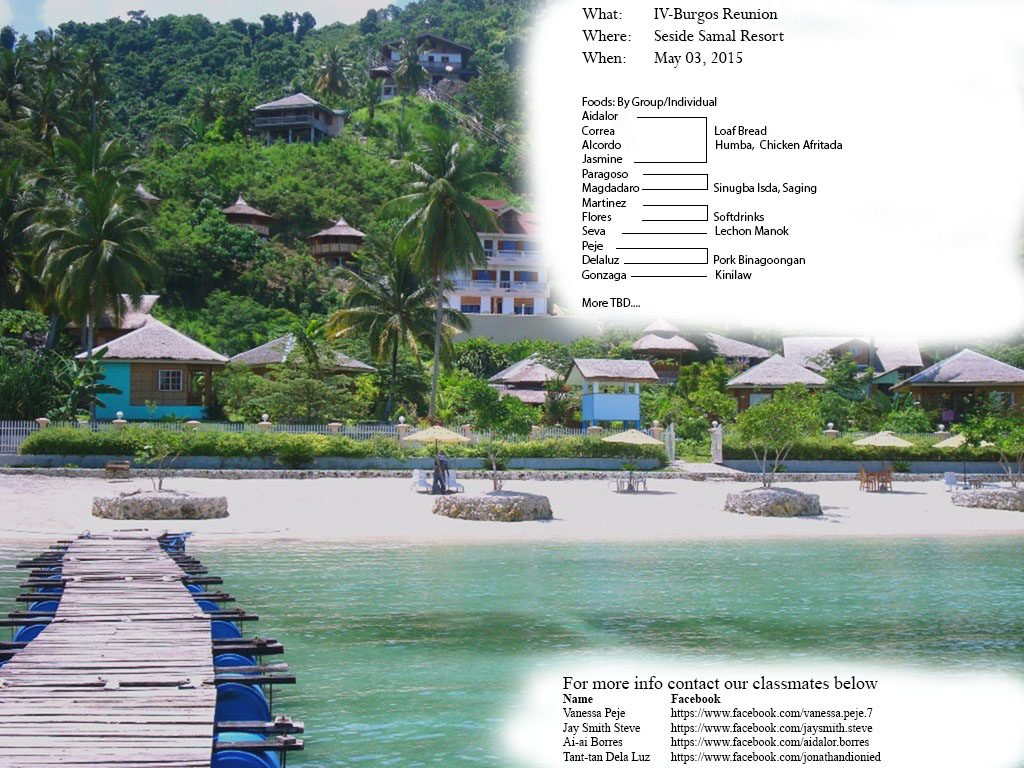 What: IV-Burgos Reunion
Where: Seside Samal Resort
When: May 03, 2015
Foods: By Group/Individual
Aidalor
Correa Loaf Bread
Alcordo Humba, Chicken Afritada
Jasmine
Paragoso
Magdadaro Sinugba Isda, Saging
Martinez
Flores Softdrinks
Seva Lechon Manok
Peje
Delaluz Pork Binagoongan
Gonzaga Kinilaw
More TBD....
For more info contact our classmates below
Name Facebook
Vanessa Peje https://www.facebook.com/vanessa.peje.7
Jay Smith Steve https://www.facebook.com/jaysmith.steve
Ai-ai Borres https://www.facebook.com/aidalor.borres
Tant-tan Dela Luz https://www.facebook.com/jonathandionied